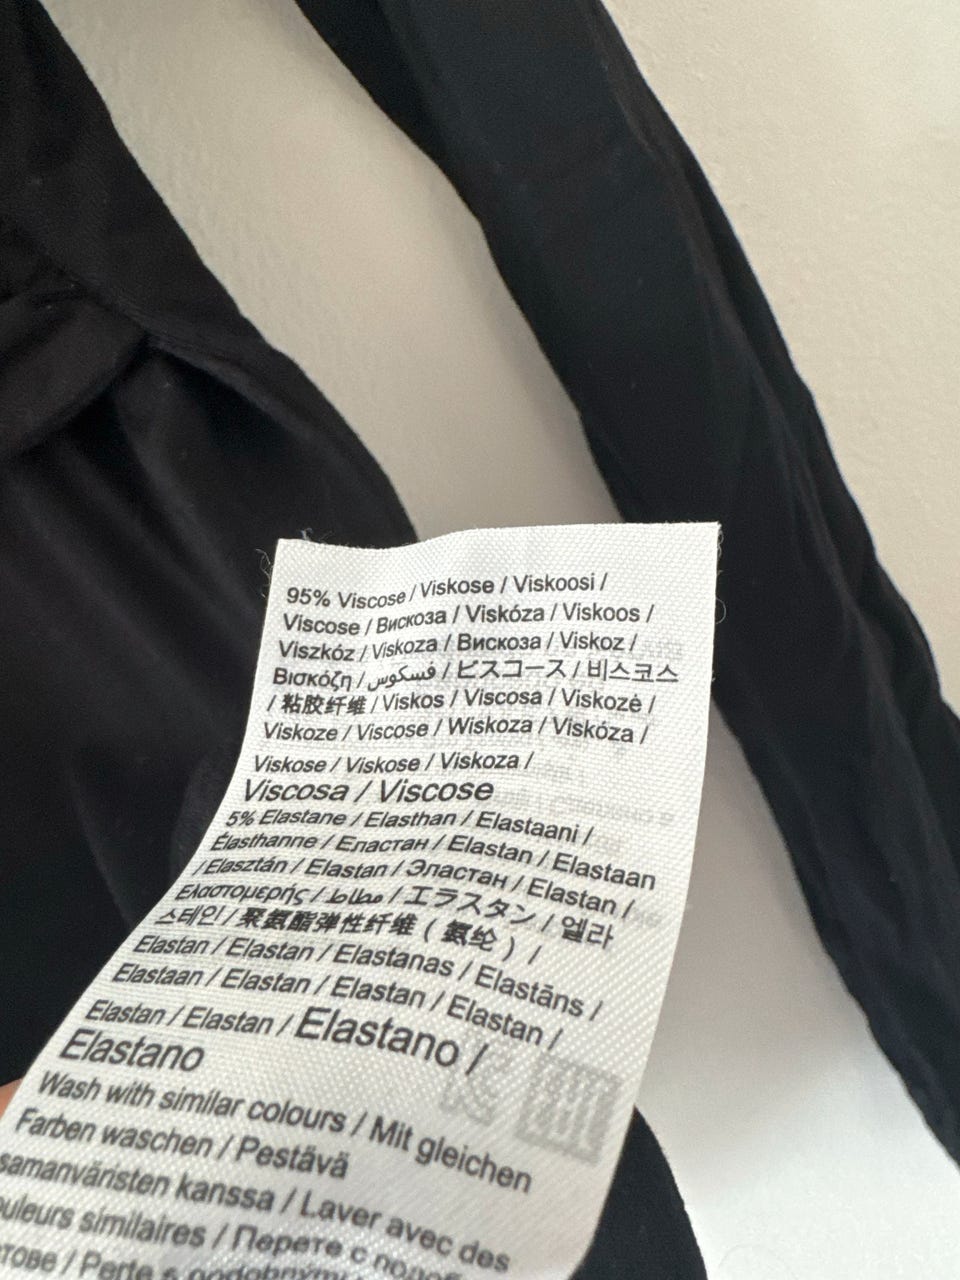 95% Viscose / Viskose / Viskoosi /
Viscose / Вискоза / Viskóza / Viskoos /
Viszkóz / Viskoza / Вискоза / Viskoz /
Βισκόζη / فسكوس / ビスコース / 비스코스
/ 粘胶纤维 / Viskos / Viscosa / Viskozė /
Viskoze / Viscose / Wiskoza / Viskóza /
Viskose / Viskose / Viskoza /
Viscosa / Viscose
5% Elastane / Elasthan / Elastaani /
Élasthanne / Еластан / Elastan / Elastaan
/ Elasztán / Elastan / Эластан / Elastan /
Ελαστομερής / مطاط / エラスタン / 엘라
스테인 / 聚氨酯弹性纤维 ( 氨纶 ) /
Elastan / Elastan / Elastanas / Elastāns /
Elastaan / Elastan / Elastan / Elastan /
Elastan / Elastan / Elastano /
Elastano
Wash with similar colours / Mit gleichen
Farben waschen / Pestävä
samanväristen kanssa / Laver avec des
couleurs similaires / Перете с
/ Perte s